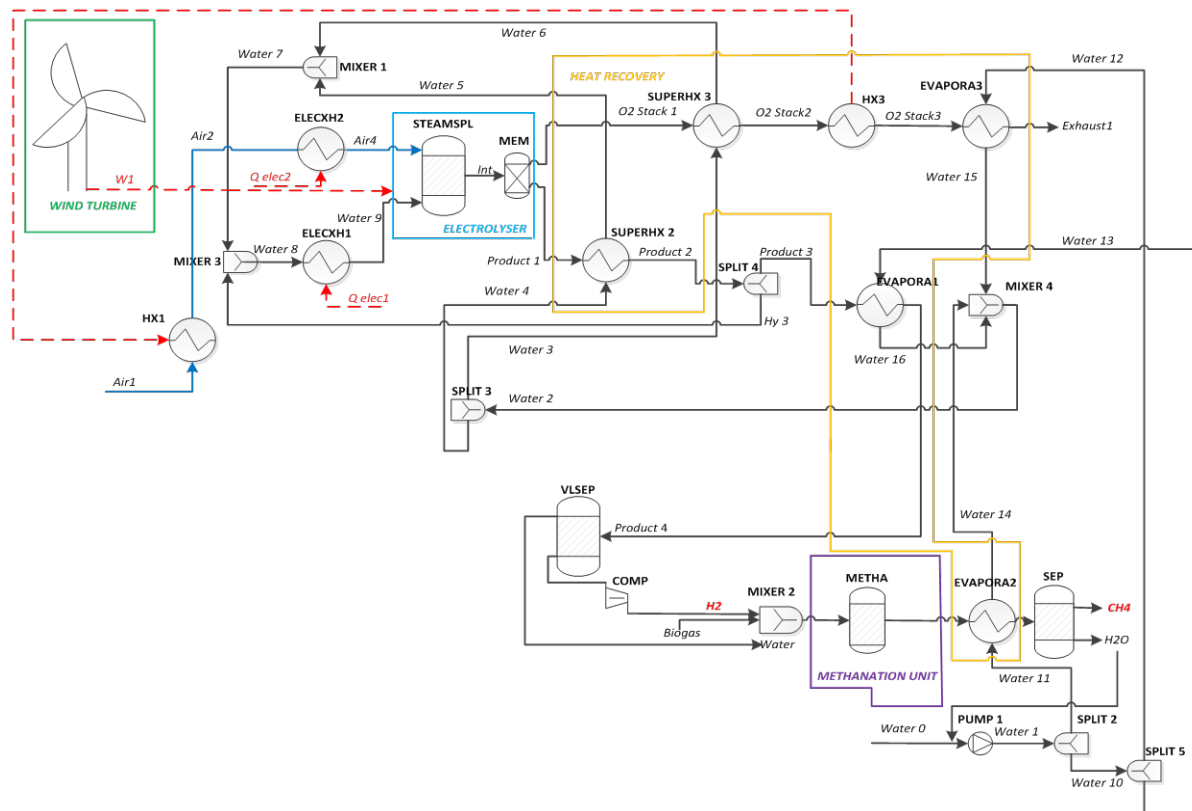 Water 6
Water 12
Water 7
MIXER 1
HEAT RECOVERY
EVAPORA3
Water 5
SUPERHX 3
HX3
ELECXH2
STEAMSPL
O2 Stack 1
O2 Stack2
O2 Stack3
Exhaust1
Air2
Air4
MEM
Int
W1
Q elec2
Water 15
WIND TURBINE
Water 9
ELECTROLYSER
ELECXH1
SUPERHX 2
Water 8
MIXER 3
Product 1
Product 2
SPLIT 4
Product 3
Water 13
EVAPORA1
MIXER 4
Water 4
Q elec1
HX1
Hy 3
Water 3
Water 16
Air1
SPLIT 3
Water 2
VLSEP
Water 14
Product 4
COMP
MIXER 2
METHA
EVAPORA2
SEP
H2
CH4
Biogas
Water
H2O
METHANATION UNIT
Water 11
Water 0
PUMP 1
Water 1
SPLIT 2
SPLIT 5
Water 10